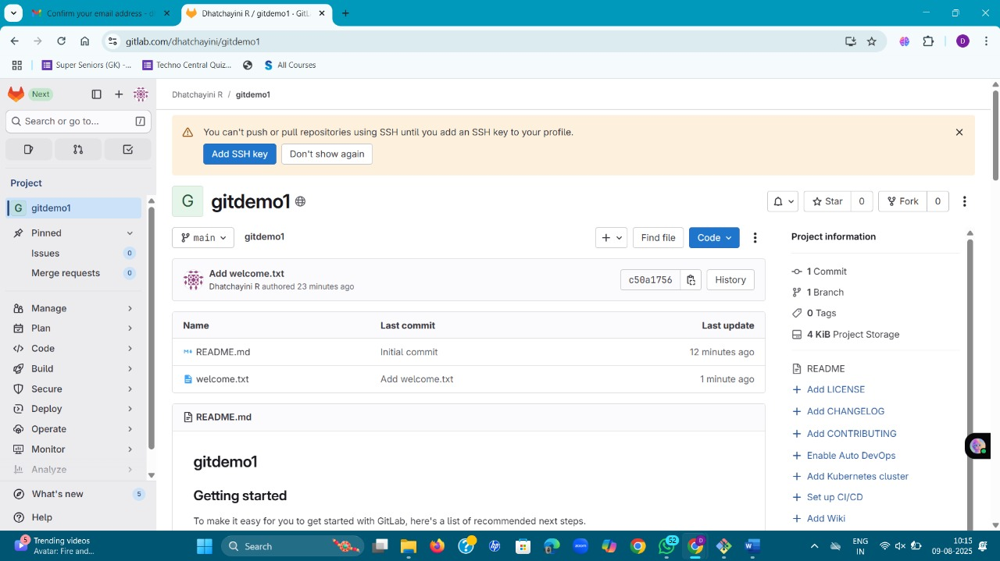 Confirm your email address - d
Dhatchayini R / gitdemo1 · GitL
gitlab.com/dhatchayini/gitdemo1
D
Super Seniors (GK) -...
Techno Central Quiz...
All Courses
Next
Search or go to...
/
Project
G gitdemo1
Pinned
Issues 0
Merge requests 0
Manage
Plan
Code
Build
Secure
Deploy
Operate
Monitor
Analyze
What's new 5
Help
Dhatchayini R / gitdemo1
You can't push or pull repositories using SSH until you add an SSH key to your profile.
Add SSH key
Don't show again
G gitdemo1
Star 0
Fork 0
main
gitdemo1
Find file
Code
Add welcome.txt
Dhatchayini R authored 23 minutes ago
c50a1756
History
Name Last commit Last update
README.md Initial commit 12 minutes ago
welcome.txt Add welcome.txt 1 minute ago
README.md
gitdemo1
Getting started
To make it easy for you to get started with GitLab, here's a list of recommended next steps.
Project information
1 Commit
1 Branch
0 Tags
4 KiB Project Storage
README
+ Add LICENSE
+ Add CHANGELOG
+ Add CONTRIBUTING
+ Enable Auto DevOps
+ Add Kubernetes cluster
+ Set up CI/CD
+ Add Wiki
5
Trending videos
Avatar: Fire and...
Search
hp
zoom
52
D
W
ENG
IN
10:15
09-08-2025